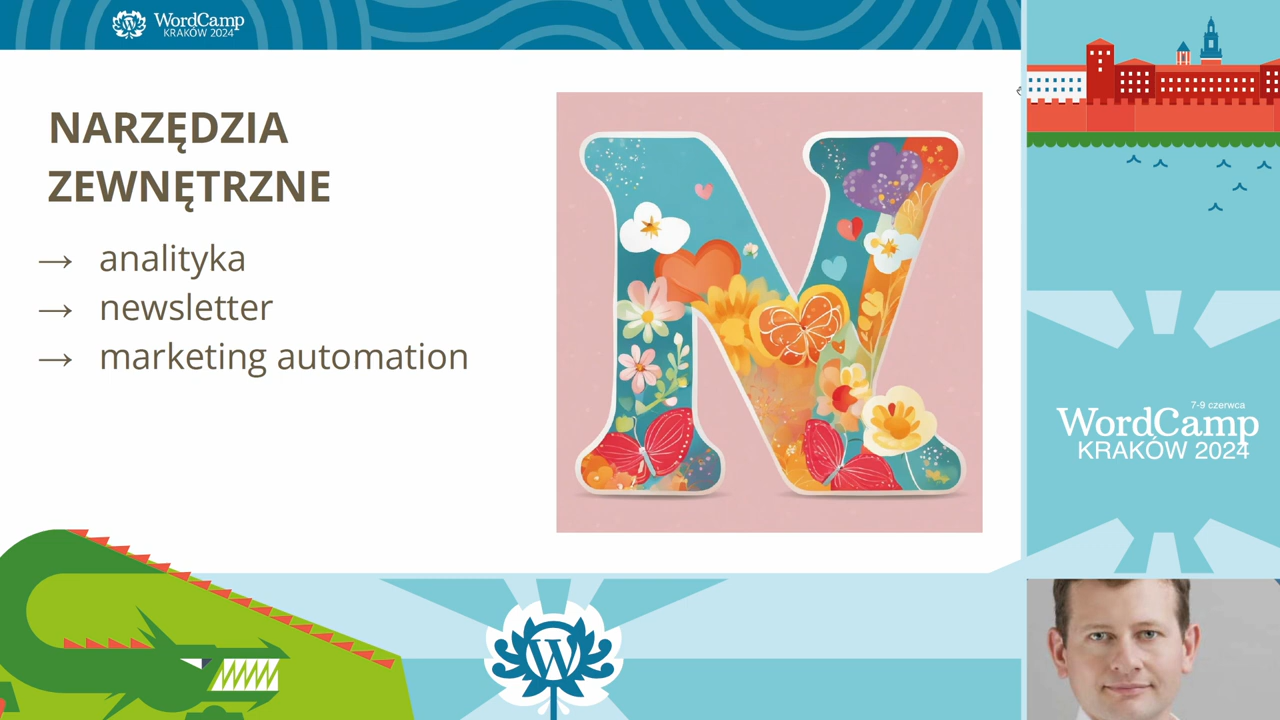 WordCamp
KRAKÓW 2024
NARZĘDZIA
ZEWNĘTRZNE
→ analityka
→ newsletter
→ marketing automation
N
7-9 czerwca
WordCamp
KRAKÓW 2024
W